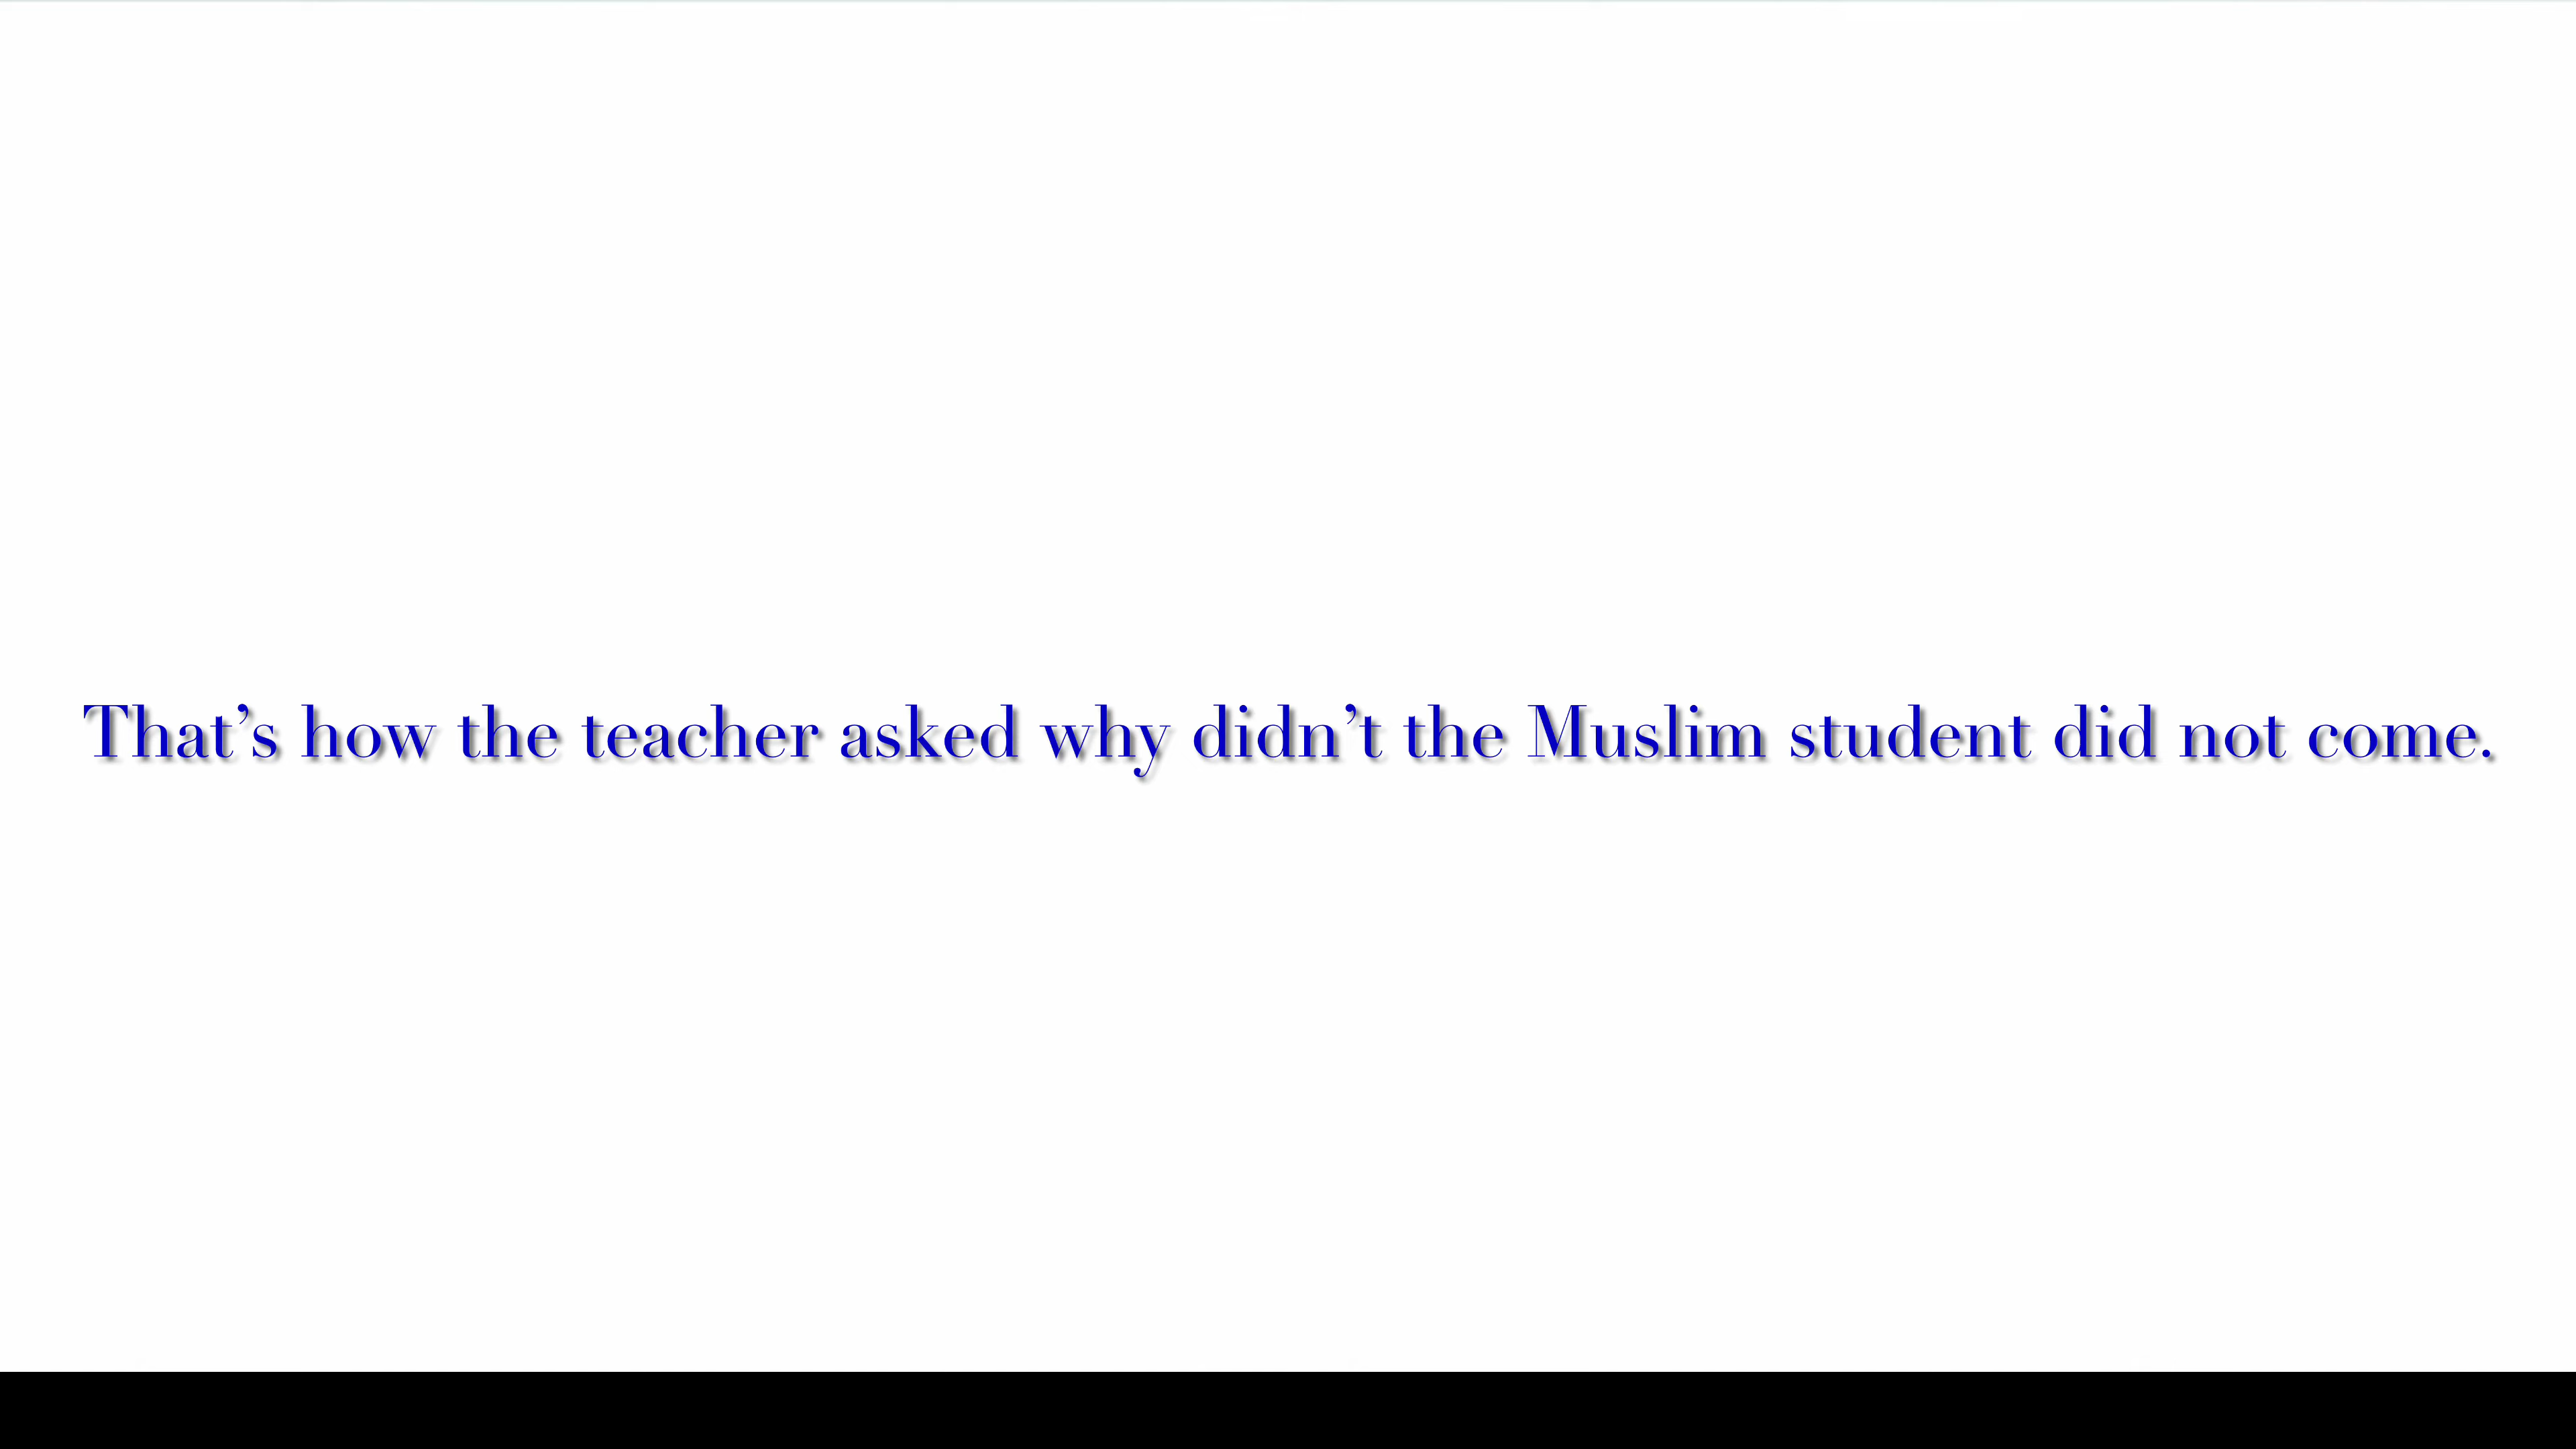 That’s how the teacher asked why didn’t the Muslim student did not come.